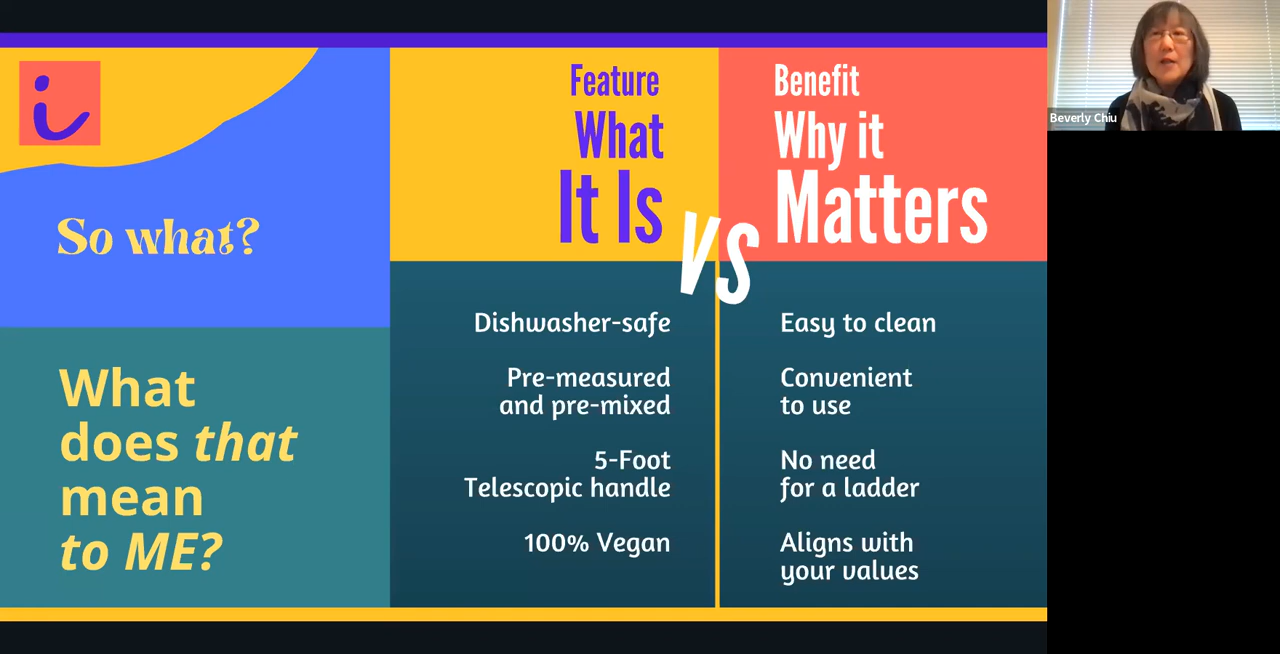 So what?
What
does that
mean
to ME?
Feature
What
It Is
vs
Benefit
Why it
Matters
Dishwasher-safe
Easy to clean
Pre-measured
and pre-mixed
Convenient
to use
5-Foot
Telescopic handle
No need
for a ladder
100% Vegan
Aligns with
your values
Beverly Chiu